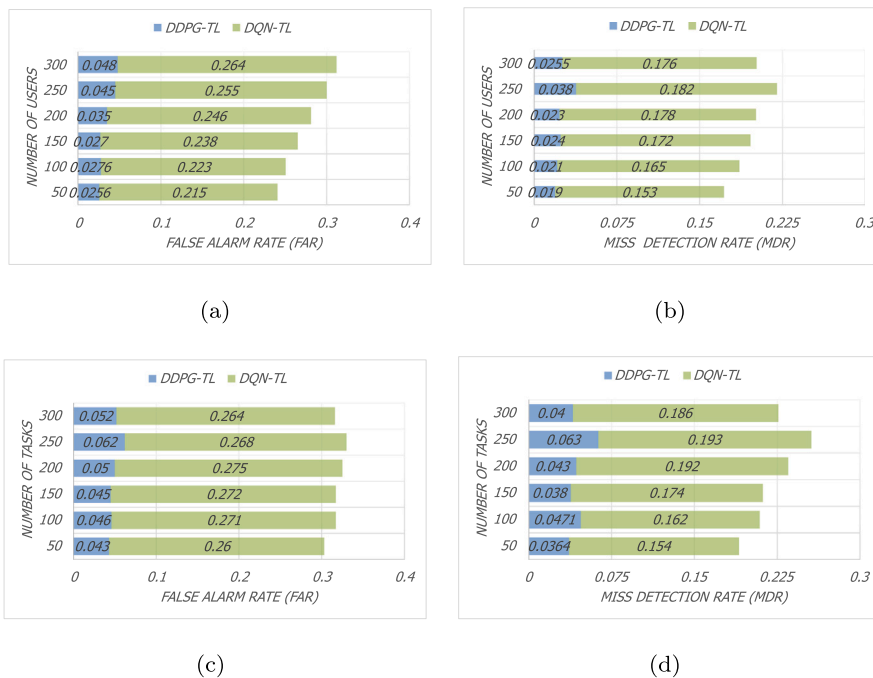 DDPG-TL DQN-TL
NUMBER OF USERS
300 0.048 0.264
250 0.045 0.255
200 0.035 0.246
150 0.027 0.238
100 0.0276 0.223
50 0.0256 0.215
0 0.1 0.2 0.3 0.4
FALSE ALARM RATE (FAR)
(a)
DDPG-TL DQN-TL
NUMBER OF USERS
300 0.0255 0.176
250 0.038 0.182
200 0.023 0.178
150 0.024 0.172
100 0.021 0.165
50 0.019 0.153
0 0.075 0.15 0.225 0.3
MISS DETECTION RATE (MDR)
(b)
DDPG-TL DQN-TL
NUMBER OF TASKS
300 0.052 0.264
250 0.062 0.268
200 0.05 0.275
150 0.045 0.272
100 0.046 0.271
50 0.043 0.26
0 0.1 0.2 0.3 0.4
FALSE ALARM RATE (FAR)
(c)
DDPG-TL DQN-TL
NUMBER OF TASKS
300 0.04 0.186
250 0.063 0.193
200 0.043 0.192
150 0.038 0.174
100 0.0471 0.162
50 0.0364 0.154
0 0.075 0.15 0.225 0.3
MISS DETECTION RATE (MDR)
(d)